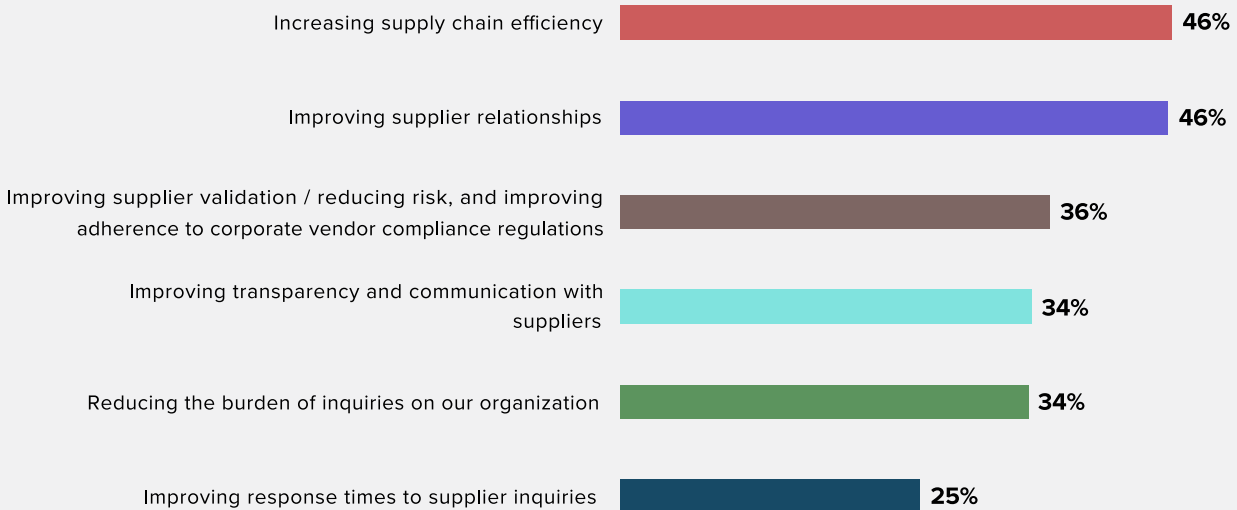 Increasing supply chain efficiency 46%
Improving supplier relationships 46%
Improving supplier validation / reducing risk, and improving
adherence to corporate vendor compliance regulations 36%
Improving transparency and communication with
suppliers 34%
Reducing the burden of inquiries on our organization 34%
Improving response times to supplier inquiries 25%